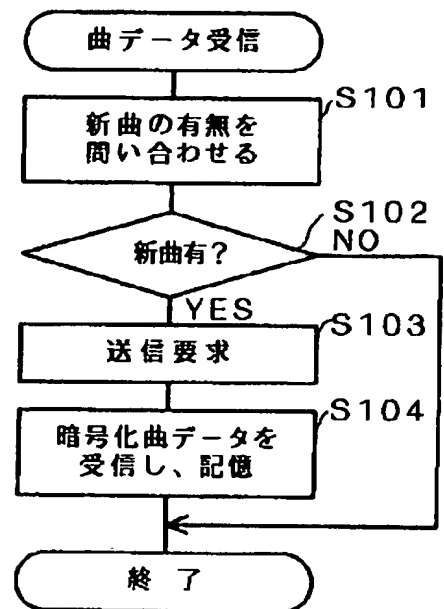 曲データ受信
S101
新曲の有無を
問い合わせる
S102
新曲有?
NO
YES
S103
送信要求
S104
暗号化曲データを
受信し、記憶
終了